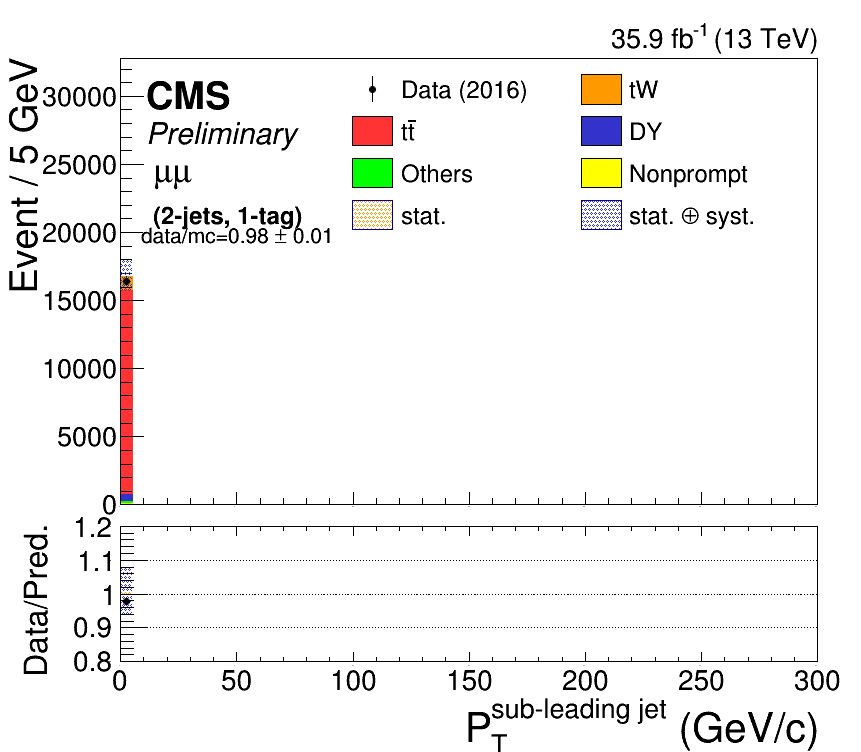 35.9 fb⁻¹ (13 TeV)
Event / 5 GeV
30000
25000
20000
15000
10000
5000
0
CMS
Preliminary
μμ
(2-jets, 1-tag)
data/mc=0.98 ± 0.01
Data (2016)
tW
tt̄
DY
Others
Nonprompt
stat.
stat. ⊕ syst.
Data/Pred.
1.2
1.1
1
0.9
0.8
0 50 100 150 200 250 300
P_T^sub-leading jet (GeV/c)